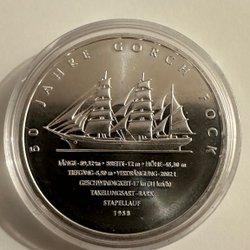 50 JAHRE GORCH FOCK
LÄNGE · 89,32 m · BREITE · 12 m · HÖHE · 45,30 m
TIEFGANG · 5,50 m · VERDRÄNGUNG · 2002 t
GESCHWINDIGKEIT · 17 kn (31 km/h)
TAKELUNGSART · BARK
STAPELLAUF
1958